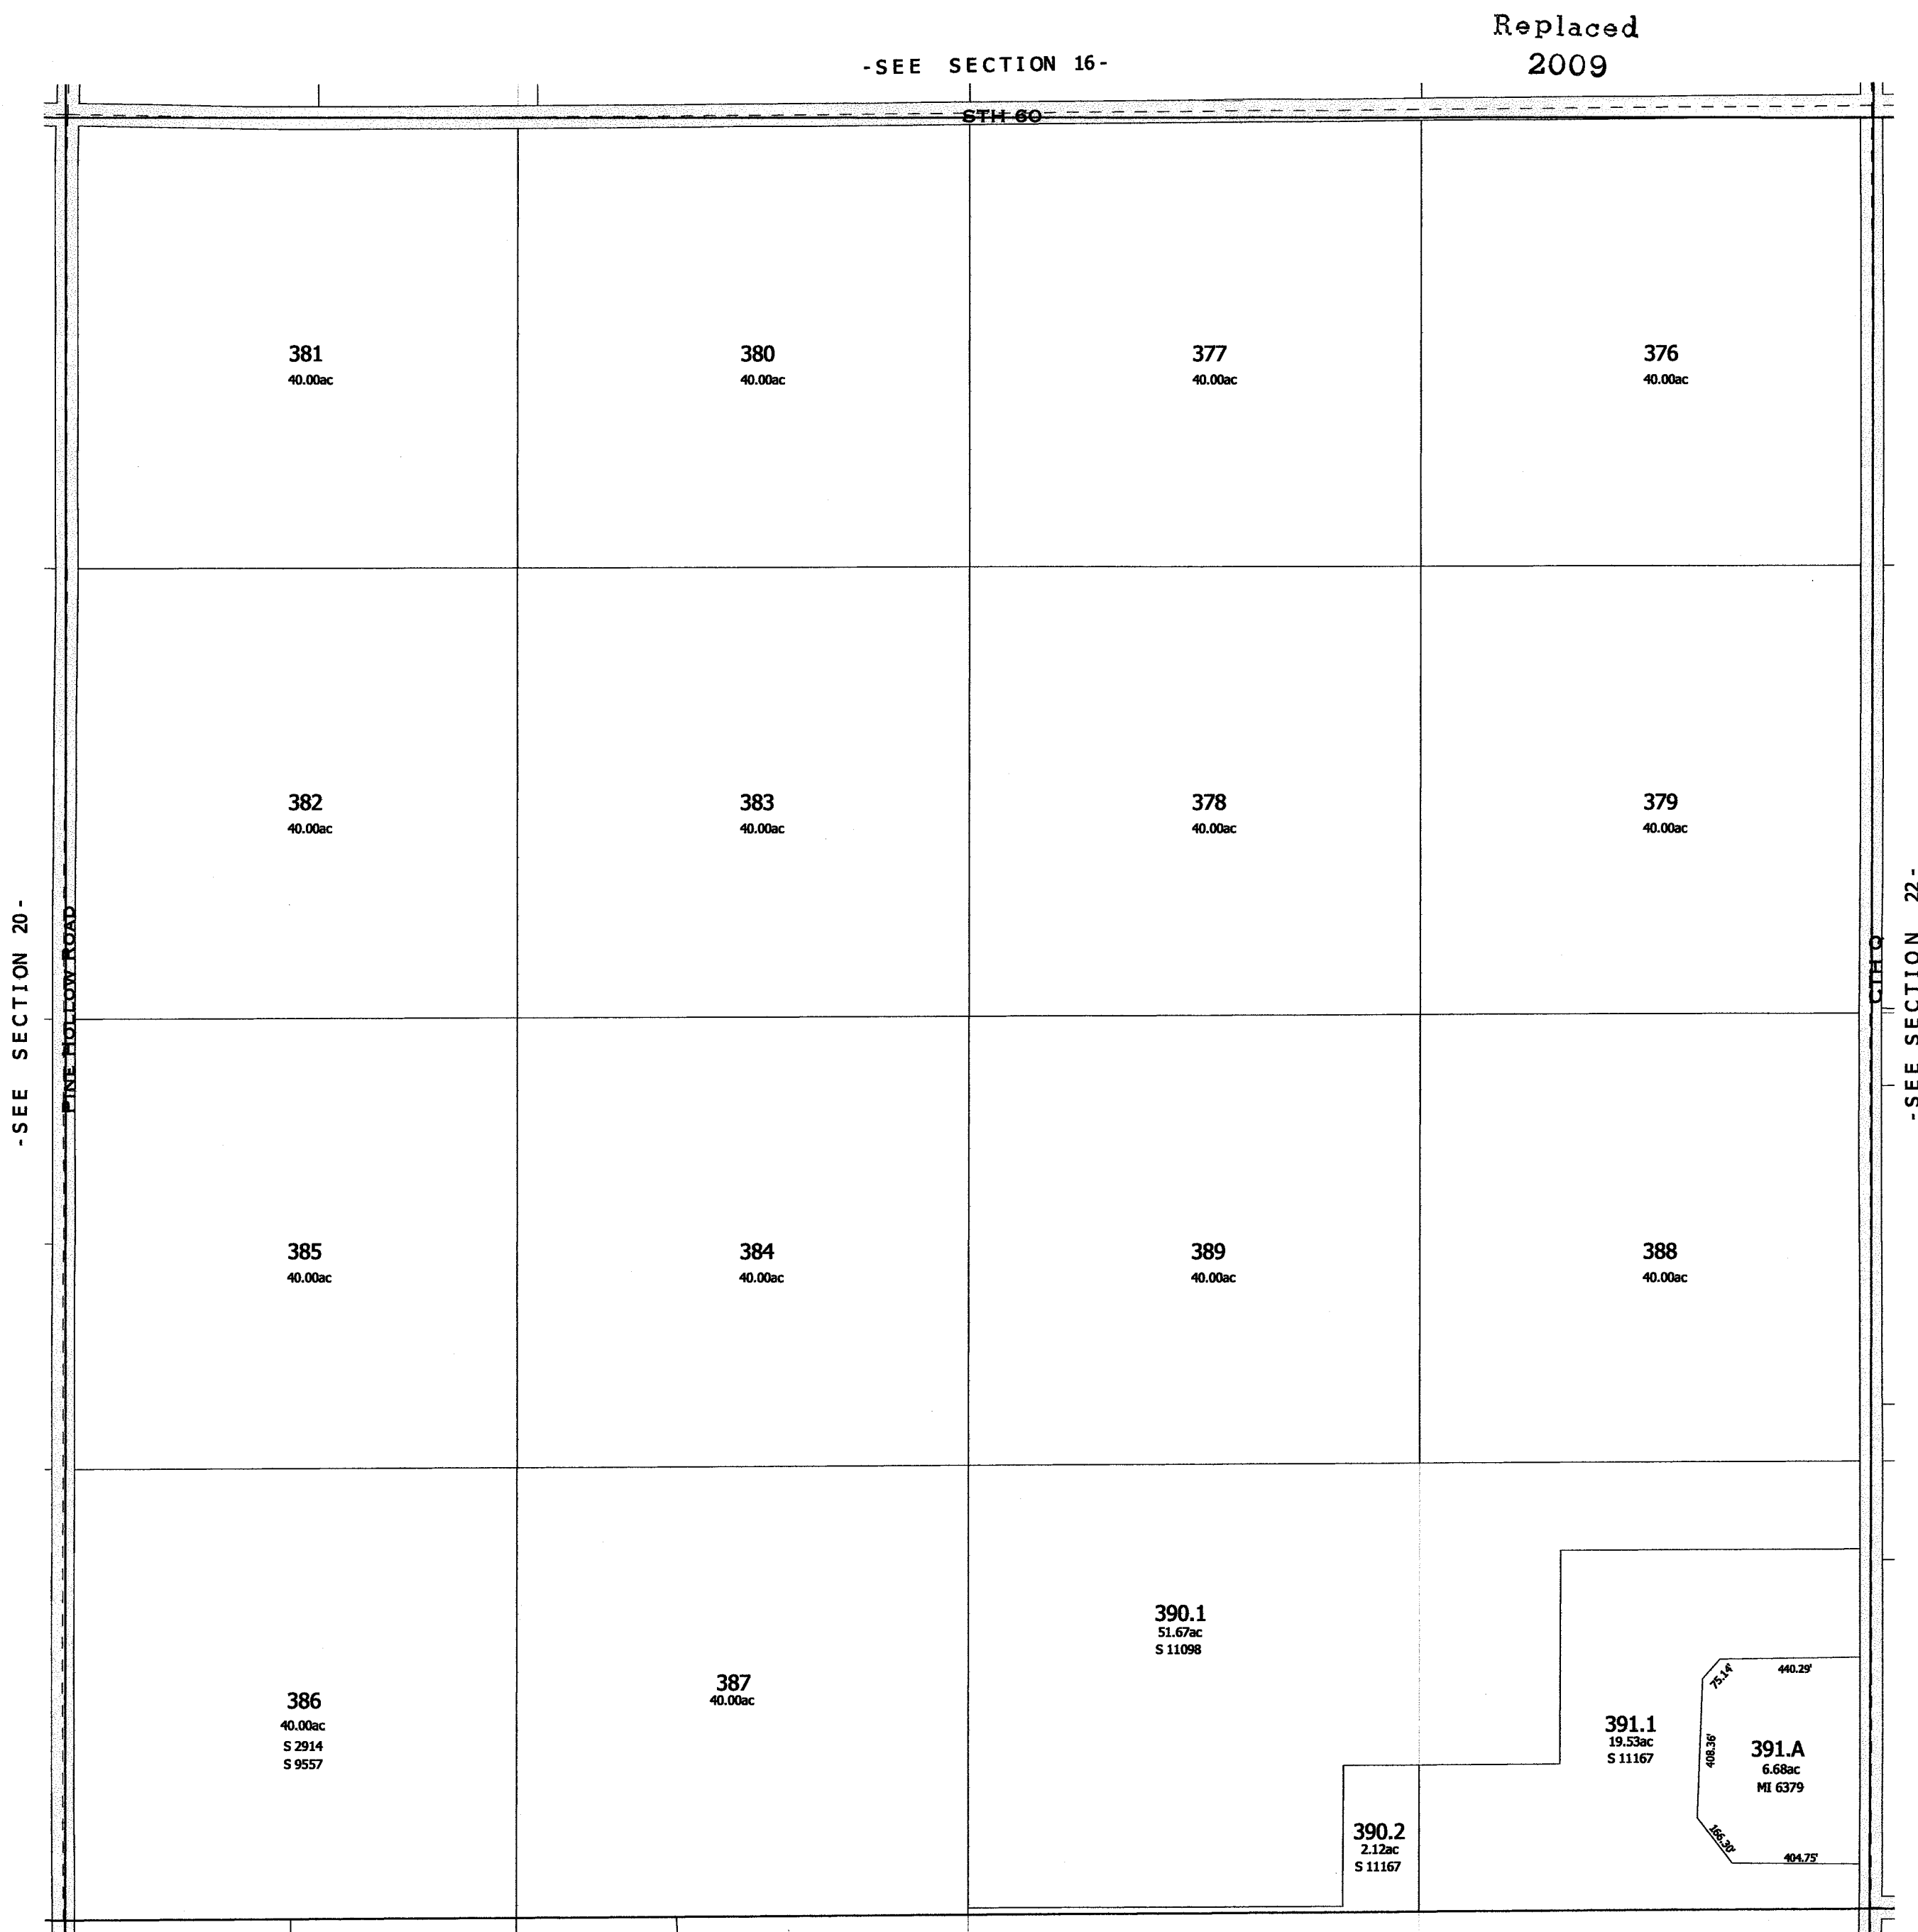 Replaced
2009
-SEE SECTION 16-
STH 60
381
40.00ac
380
40.00ac
377
40.00ac
376
40.00ac
382
40.00ac
383
40.00ac
378
40.00ac
379
40.00ac
-SEE SECTION 20-
PINE HOLLOW ROAD
CTH Q
-SEE SECTION 22-
385
40.00ac
384
40.00ac
389
40.00ac
388
40.00ac
386
40.00ac
S 2914
S 9557
387
40.00ac
390.1
51.67ac
S 11098
390.2
2.12ac
S 11167
391.1
19.53ac
S 11167
75.14'
440.29'
408.36'
391.A
6.68ac
MI 6379
166.30'
404.75'